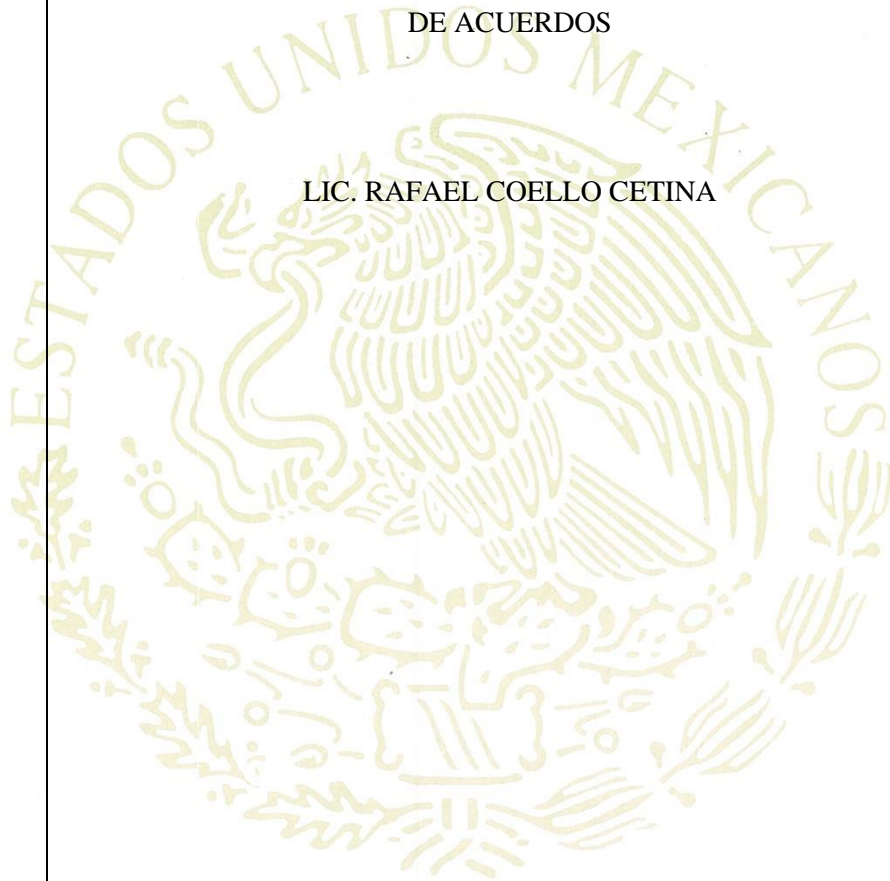 DE ACUERDOS
ESTADOS UNIDOS MEXICANOS
LIC. RAFAEL COELLO CETINA